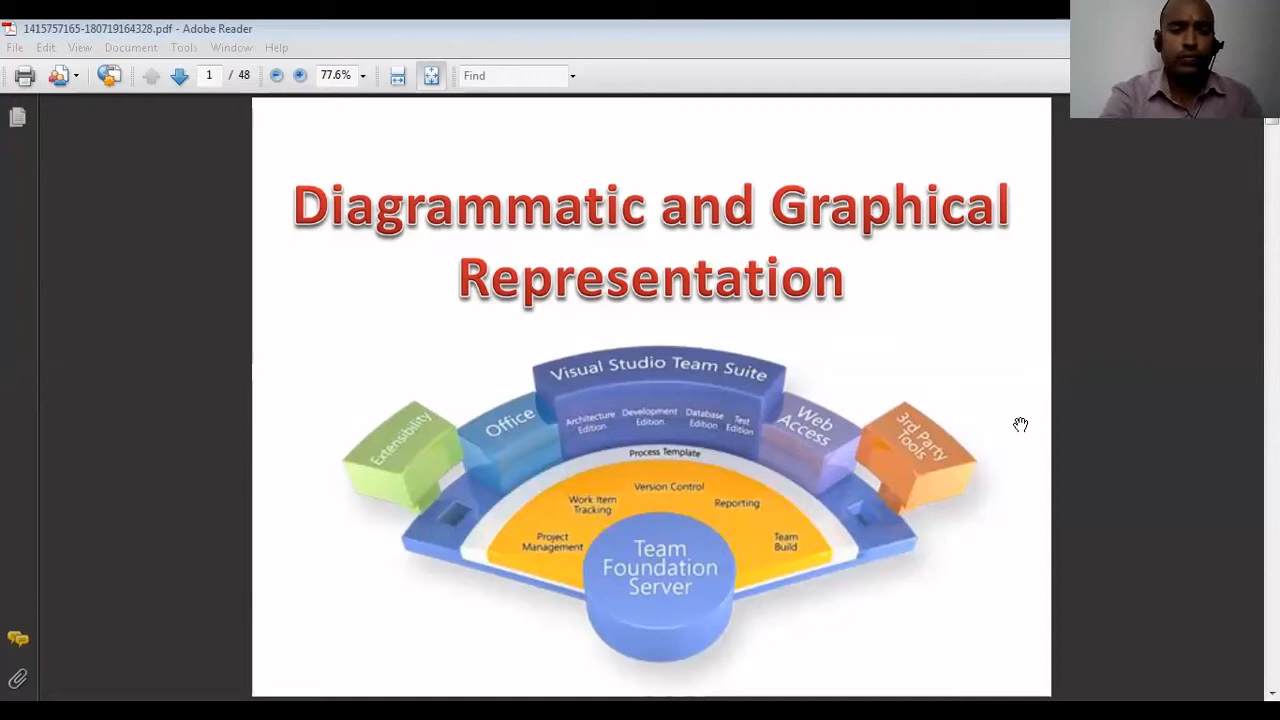 1415757165-180719164328.pdf - Adobe Reader
File Edit View Document Tools Window Help
1 / 48 77.6% Find
Diagrammatic and Graphical
Representation
Visual Studio Team Suite
Extensibility
Office
Architecture
Edition
Development
Edition
Database
Edition
Test
Edition
Web
Access
3rd Party
Tools
Process Template
Version Control
Work Item
Tracking
Reporting
Project
Management
Team
Build
Team
Foundation
Server